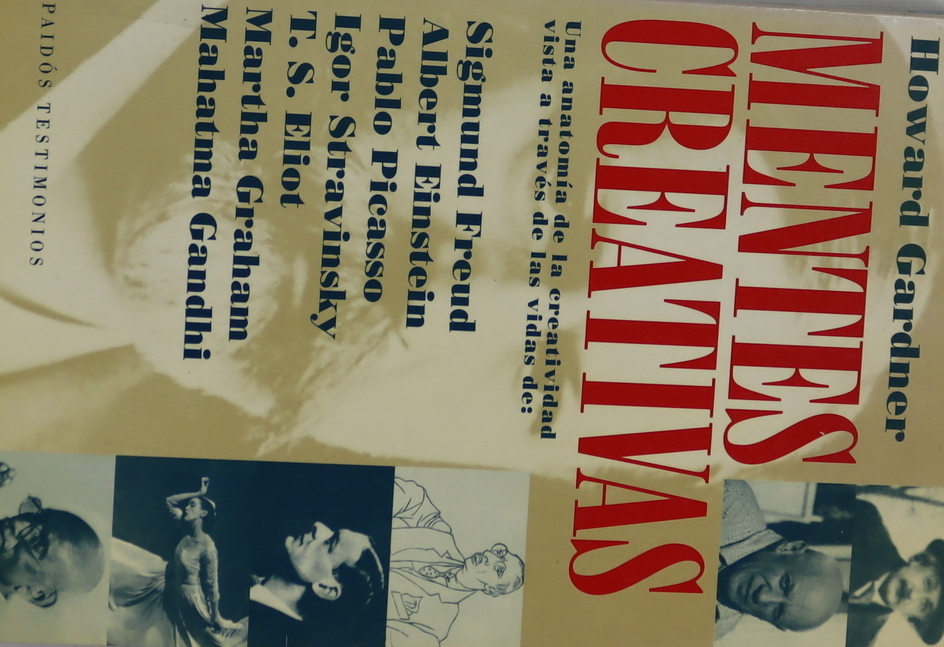 Howard Gardner
MENTES
CREATIVAS
Una anatomía de la creatividad
vista a través de las vidas de:
Sigmund Freud
Albert Einstein
Pablo Picasso
Igor Stravinsky
T. S. Eliot
Martha Graham
Mahatma Gandhi
PAIDÓS TESTIMONIOS